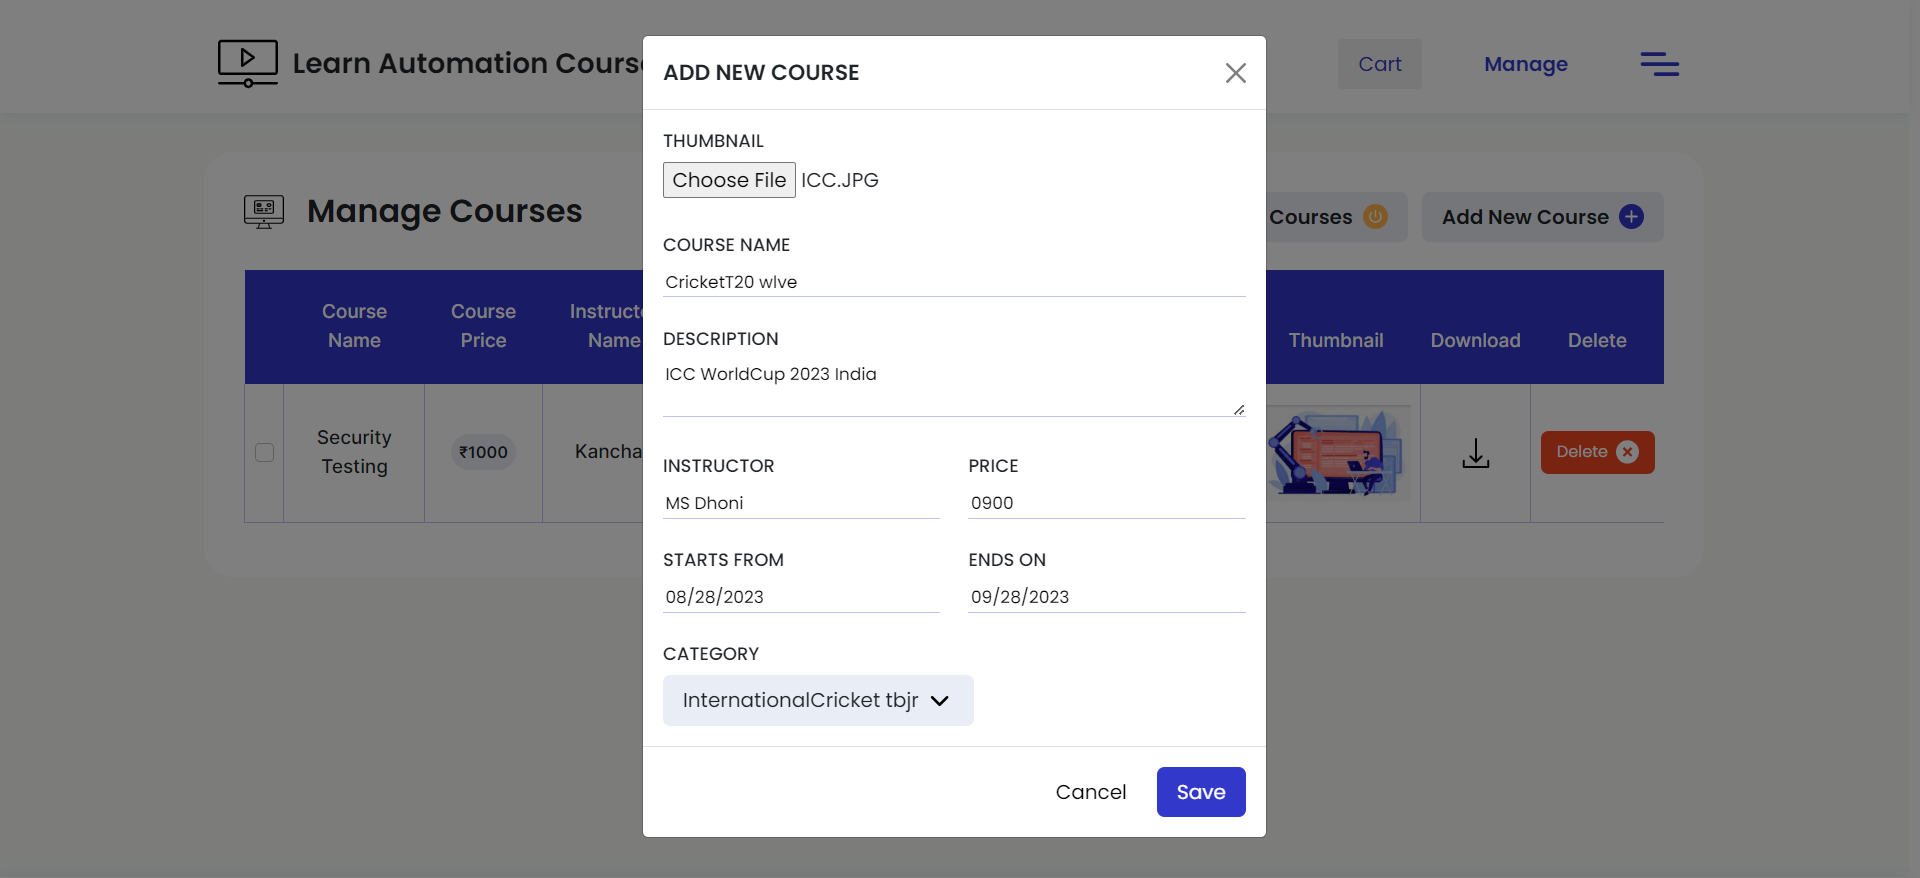 Learn Automation Cours
Cart
Manage
Manage Courses
Courses
Add New Course
Course
Name
Course
Price
Instructo
Name
Thumbnail
Download
Delete
Security
Testing
₹1000
Kancha
Delete
ADD NEW COURSE
THUMBNAIL
Choose File ICC.JPG
COURSE NAME
CricketT20 wlve
DESCRIPTION
ICC WorldCup 2023 India
INSTRUCTOR
PRICE
MS Dhoni
0900
STARTS FROM
ENDS ON
08/28/2023
09/28/2023
CATEGORY
InternationalCricket tbjr
Cancel
Save